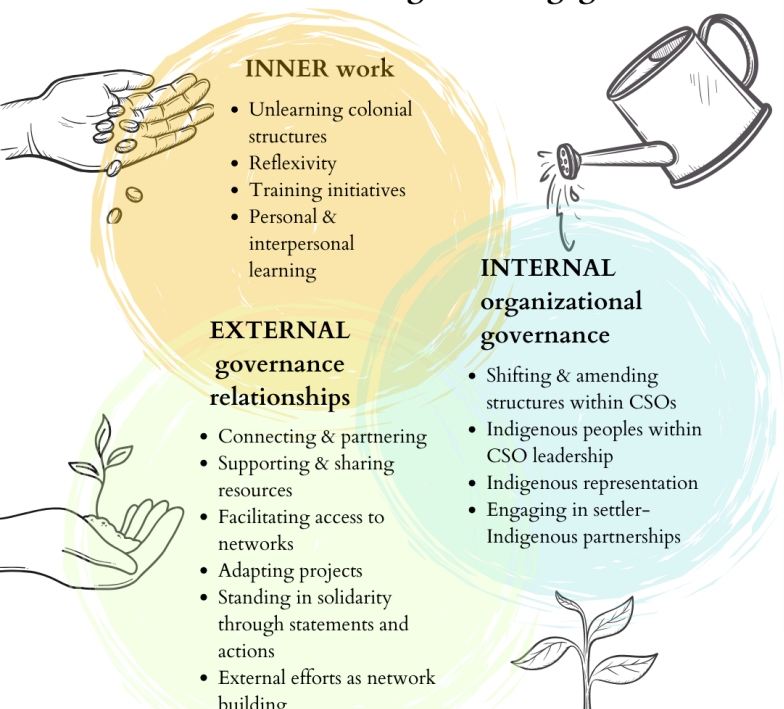 INNER work
• Unlearning colonial
structures
• Reflexivity
• Training initiatives
• Personal &
interpersonal
learning
INTERNAL
organizational
governance
• Shifting & amending
structures within CSOs
• Indigenous peoples within
CSO leadership
• Indigenous representation
• Engaging in settler-
Indigenous partnerships
EXTERNAL
governance
relationships
• Connecting & partnering
• Supporting & sharing
resources
• Facilitating access to
networks
• Adapting projects
• Standing in solidarity
through statements and
actions
• External efforts as network
building